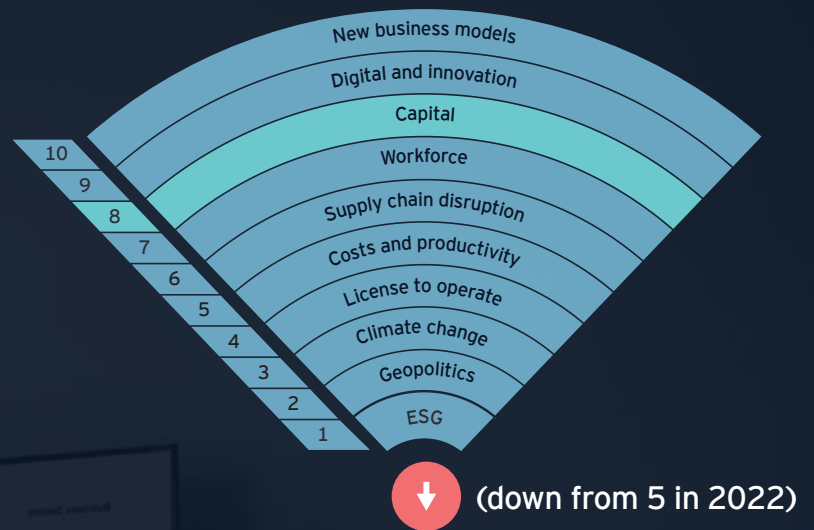 New business models
Digital and innovation
Capital
Workforce
Supply chain disruption
Costs and productivity
License to operate
Climate change
Geopolitics
ESG
10
9
8
7
6
5
4
3
2
1
(down from 5 in 2022)